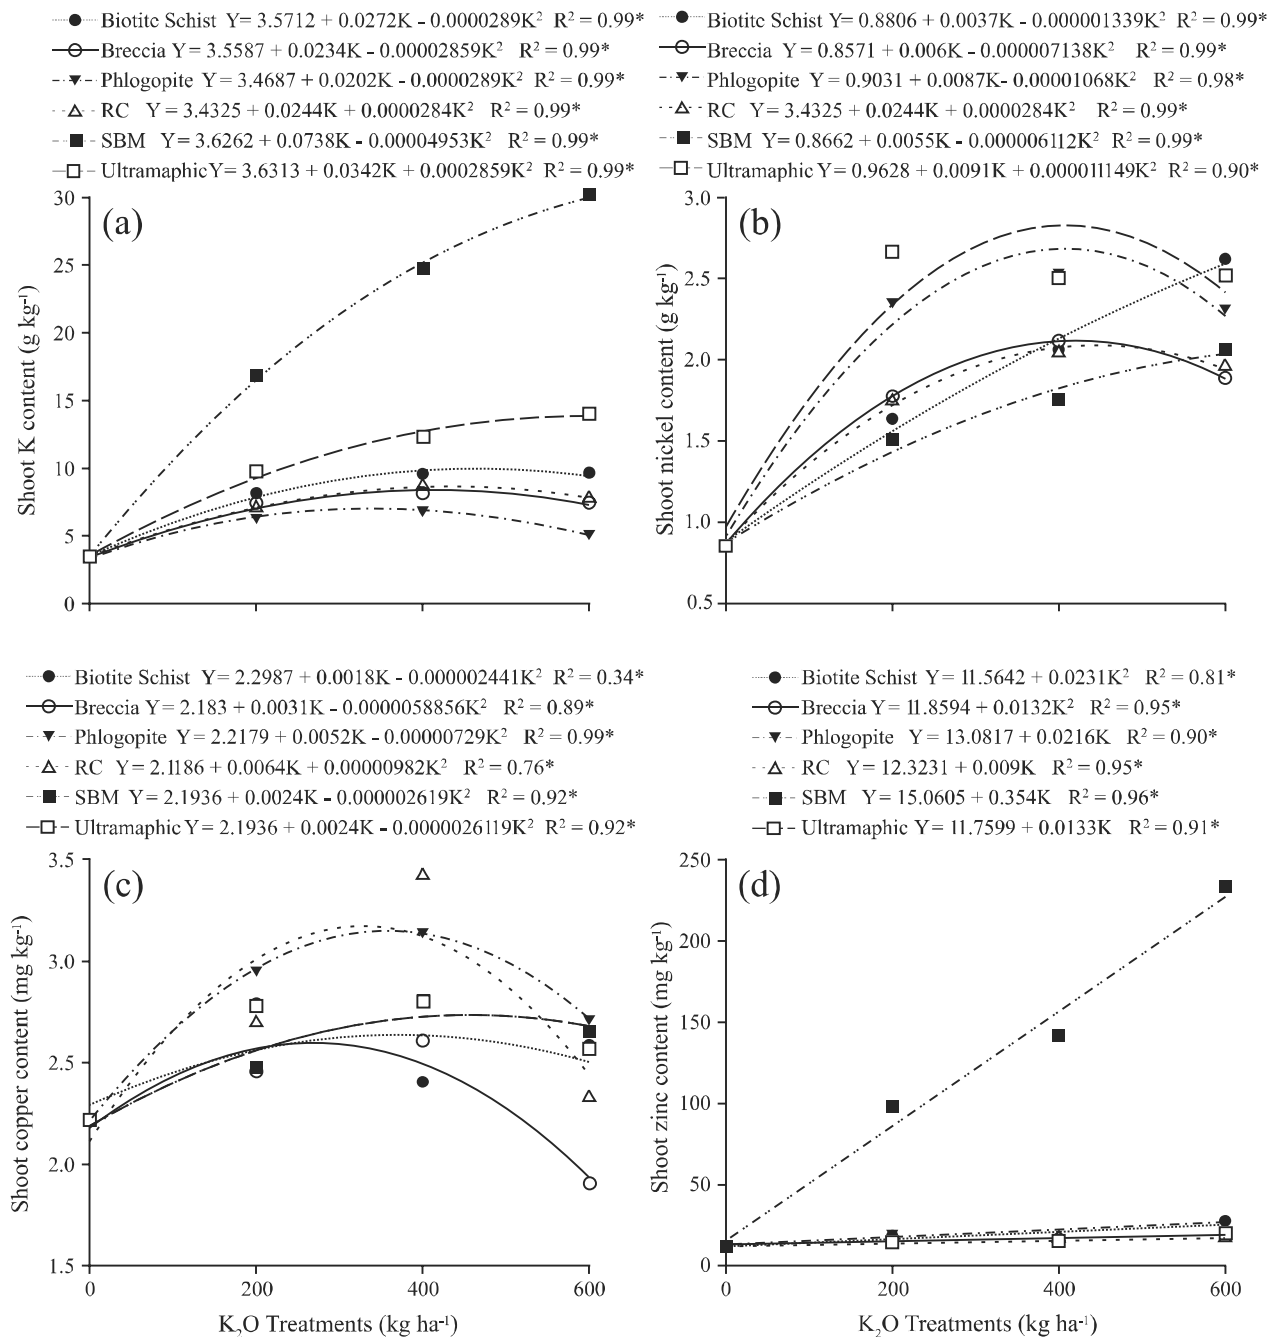 Biotite Schist Y= 3.5712 + 0.0272K - 0.0000289K² R² = 0.99*
Breccia Y= 3.5587 + 0.0234K - 0.00002859K² R² = 0.99*
Phlogopite Y= 3.4687 + 0.0202K - 0.0000289K² R² = 0.99*
RC Y= 3.4325 + 0.0244K + 0.0000284K² R² = 0.99*
SBM Y= 3.6262 + 0.0738K - 0.00004953K² R² = 0.99*
Ultramaphic Y= 3.6313 + 0.0342K + 0.0002859K² R² = 0.99*
(a)
30
25
20
15
10
5
0
Shoot K content (g kg⁻¹)
Biotite Schist Y= 0.8806 + 0.0037K - 0.000001339K² R² = 0.99*
Breccia Y= 0.8571 + 0.006K - 0.000007138K² R² = 0.99*
Phlogopite Y= 0.9031 + 0.0087K - 0.00001068K² R² = 0.98*
RC Y= 3.4325 + 0.0244K + 0.0000284K² R² = 0.99*
SBM Y= 0.8662 + 0.0055K - 0.000006112K² R² = 0.99*
Ultramaphic Y= 0.9628 + 0.0091K + 0.000011149K² R² = 0.90*
(b)
3.0
2.5
2.0
1.5
1.0
0.5
Shoot nickel content (g kg⁻¹)
Biotite Schist Y= 2.2987 + 0.0018K - 0.000002441K² R² = 0.34*
Breccia Y= 2.183 + 0.0031K - 0.0000058856K² R² = 0.89*
Phlogopite Y= 2.2179 + 0.0052K - 0.00000729K² R² = 0.99*
RC Y= 2.1186 + 0.0064K + 0.00000982K² R² = 0.76*
SBM Y= 2.1936 + 0.0024K - 0.000002619K² R² = 0.92*
Ultramaphic Y= 2.1936 + 0.0024K - 0.0000026119K² R² = 0.92*
(c)
3.5
3.0
2.5
2.0
1.5
Shoot copper content (mg kg⁻¹)
0 200 400 600
K₂O Treatments (kg ha⁻¹)
Biotite Schist Y= 11.5642 + 0.0231K² R² = 0.81*
Breccia Y= 11.8594 + 0.0132K² R² = 0.95*
Phlogopite Y= 13.0817 + 0.0216K R² = 0.90*
RC Y= 12.3231 + 0.009K R² = 0.95*
SBM Y= 15.0605 + 0.354K R² = 0.96*
Ultramaphic Y= 11.7599 + 0.0133K R² = 0.91*
(d)
250
200
150
100
50
0
Shoot zinc content (mg kg⁻¹)
0 200 400 600
K₂O Treatments (kg ha⁻¹)